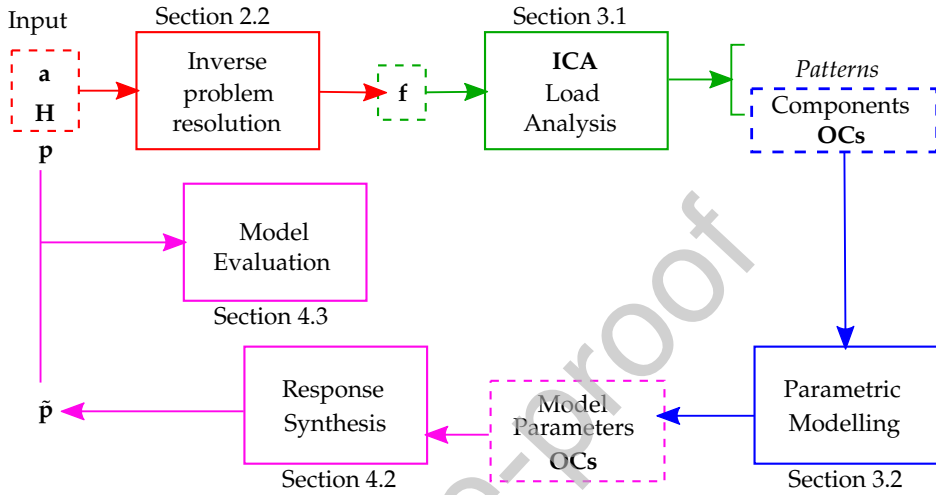 Input
Section 2.2
Section 3.1
a
H
p
Inverse
problem
resolution
f
ICA
Load
Analysis
Patterns
Components
OCs
Model
Evaluation
Section 4.3
Response
Synthesis
Section 4.2
Model
Parameters
OCs
Parametric
Modelling
Section 3.2
p̃
-proof